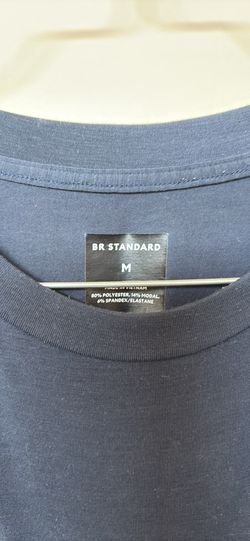 BR STANDARD
M
MADE IN VIETNAM
80% POLYESTER, 14% MODAL,
6% SPANDEX/ELASTANE